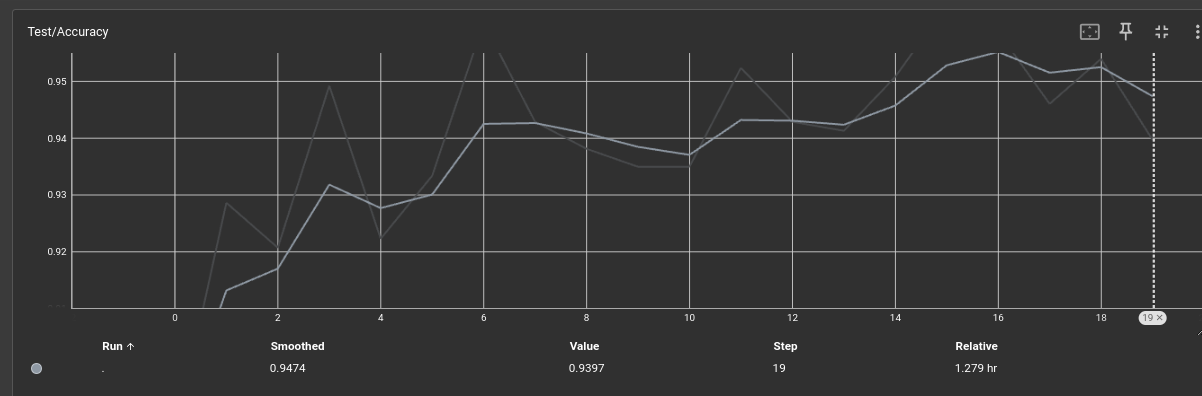 Test/Accuracy
0.95
0.94
0.93
0.92
0 2 4 6 8 10 12 14 16 18 19 ×
Run ↑ Smoothed Value Step Relative
. 0.9474 0.9397 19 1.279 hr